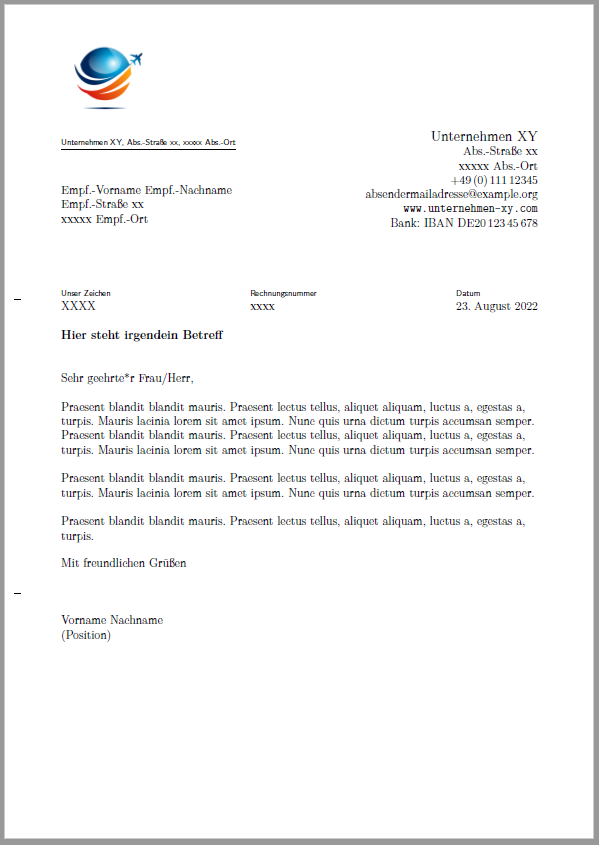 Unternehmen XY, Abs.-Straße xx, xxxxx Abs.-Ort
Empf.-Vorname Empf.-Nachname
Empf.-Straße xx
xxxxx Empf.-Ort
Unternehmen XY
Abs.-Straße xx
xxxxx Abs.-Ort
+49 (0) 111 12345
absendermailadresse@example.org
www.unternehmen-xy.com
Bank: IBAN DE20 123 45 678
Unser Zeichen Rechnungsnummer Datum
XXXX xxxx 23. August 2022
Hier steht irgendein Betreff
Sehr geehrte*r Frau/Herr,
Praesent blandit blandit mauris. Praesent lectus tellus, aliquet aliquam, luctus a, egestas a,
turpis. Mauris lacinia lorem sit amet ipsum. Nunc quis urna dictum turpis accumsan semper.
Praesent blandit blandit mauris. Praesent lectus tellus, aliquet aliquam, luctus a, egestas a,
turpis. Mauris lacinia lorem sit amet ipsum. Nunc quis urna dictum turpis accumsan semper.
Praesent blandit blandit mauris. Praesent lectus tellus, aliquet aliquam, luctus a, egestas a,
turpis. Mauris lacinia lorem sit amet ipsum. Nunc quis urna dictum turpis accumsan semper.
Praesent blandit blandit mauris. Praesent lectus tellus, aliquet aliquam, luctus a, egestas a,
turpis.
Mit freundlichen Grüßen
Vorname Nachname
(Position)